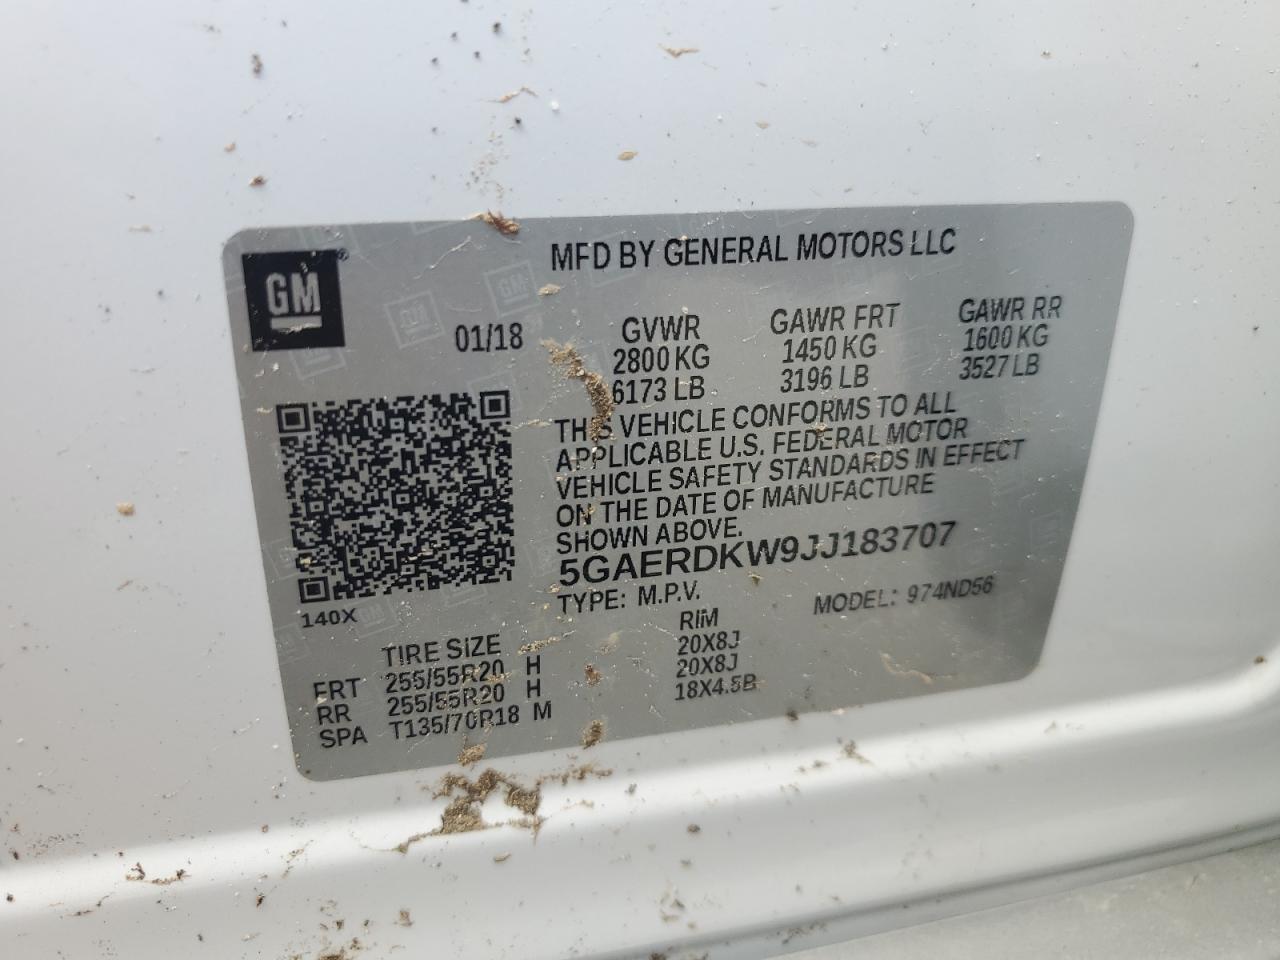 GM
MFD BY GENERAL MOTORS LLC
01/18
GVWR GAWR FRT GAWR RR
2800 KG 1450 KG 1600 KG
6173 LB 3196 LB 3527 LB
THIS VEHICLE CONFORMS TO ALL
APPLICABLE U.S. FEDERAL MOTOR
VEHICLE SAFETY STANDARDS IN EFFECT
ON THE DATE OF MANUFACTURE
SHOWN ABOVE.
5GAERDKW9JJ183707
140X
TYPE: M.P.V. MODEL: 974ND56
TIRE SIZE RIM
FRT 255/55R20 H 20X8J
RR 255/55R20 H 20X8J
SPA T135/70R18 M 18X4.5B